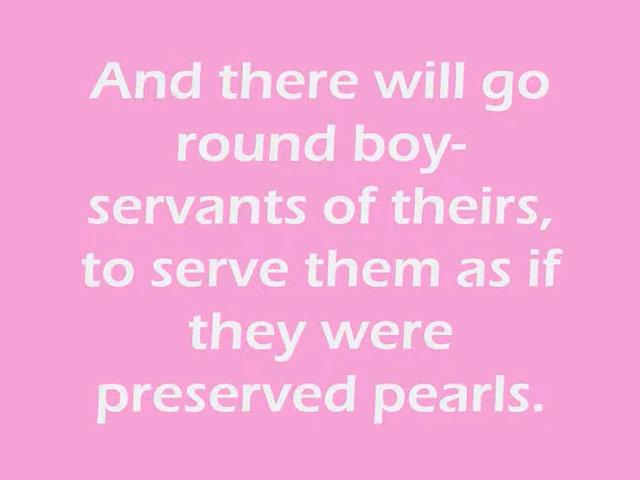 And there will go
round boy-
servants of theirs,
to serve them as if
they were
preserved pearls.